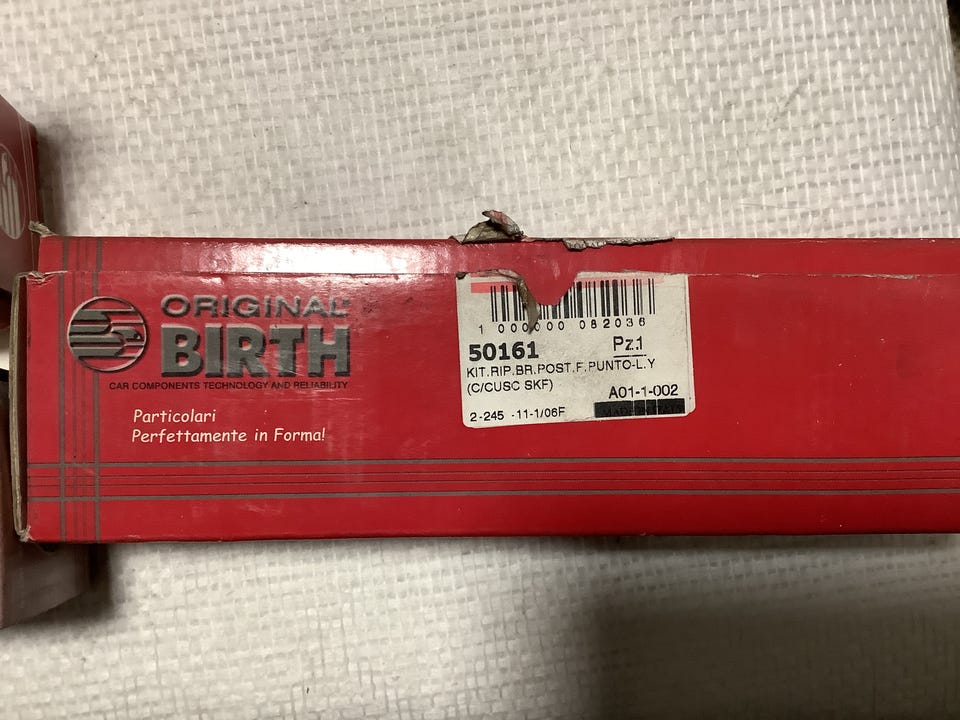 ORIGINAL
BIRTH
CAR COMPONENTS TECHNOLOGY AND RELIABILITY
Particolari
Perfettamente in Forma!
1 000000 082036
50161 Pz.1
KIT.RIP.BR.POST.F.PUNTO-L.Y
(C/CUSC SKF)
A01-1-002
2-245 -11-1/06F